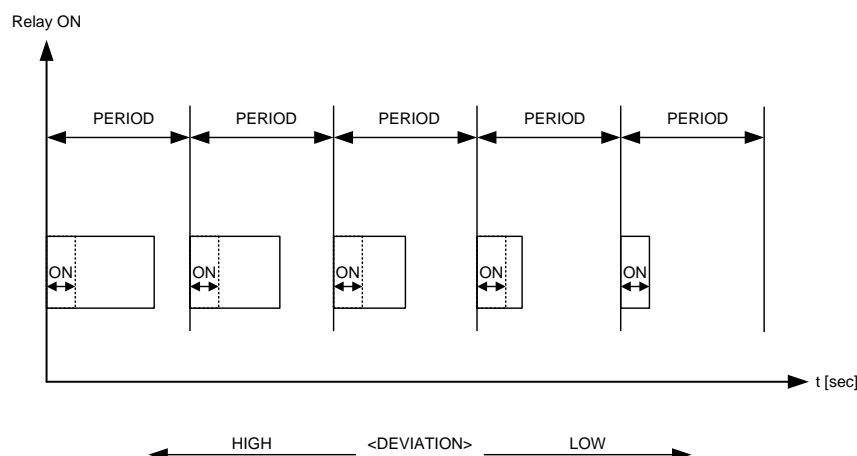 Relay ON
PERIOD PERIOD PERIOD PERIOD PERIOD
ON ON ON ON ON
t [sec]
HIGH <DEVIATION> LOW